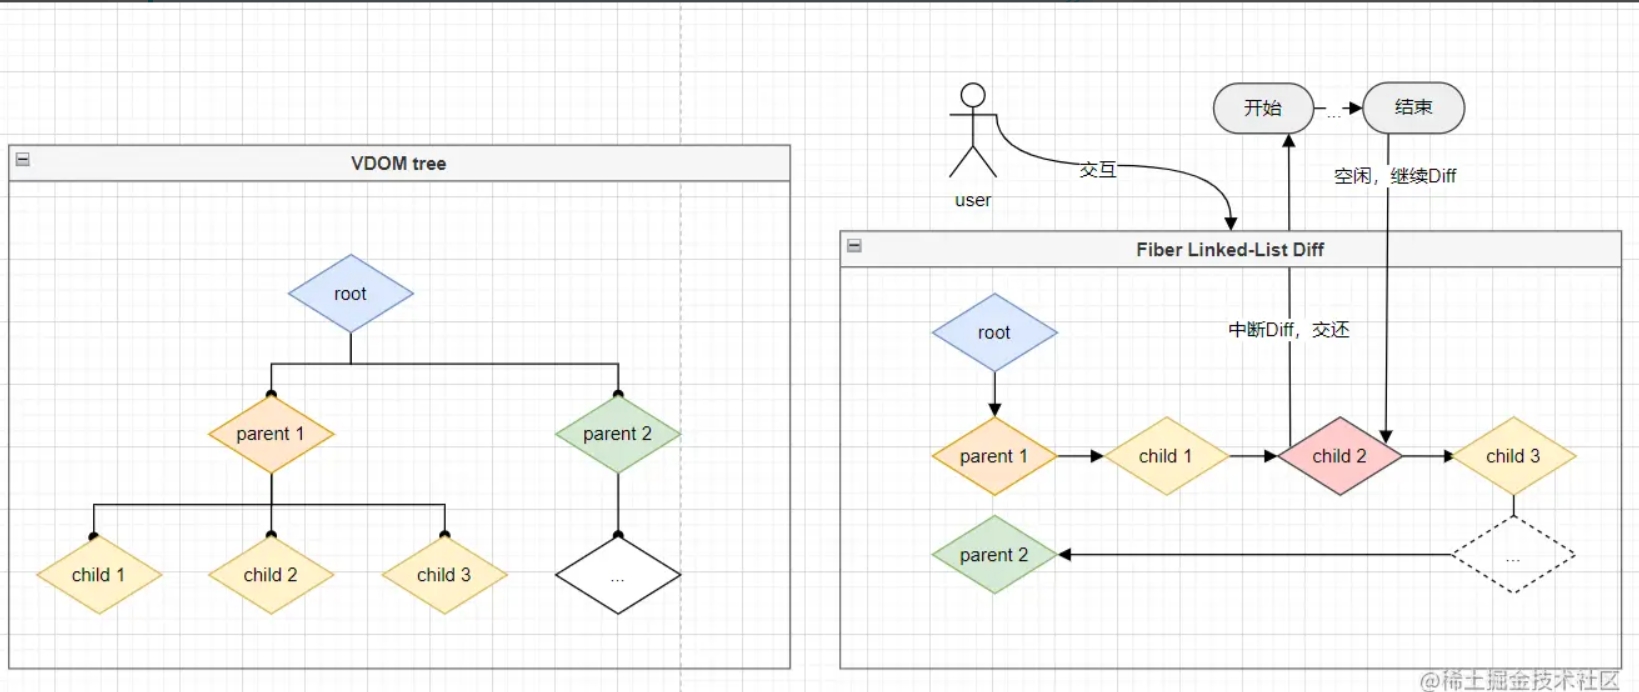 VDOM tree
root
parent 1
parent 2
child 1
child 2
child 3
...
user
交互
开始
...
结束
空闲，继续Diff
Fiber Linked-List Diff
中断Diff，交还
root
parent 1
child 1
child 2
child 3
parent 2
...
@稀土掘金技术社区